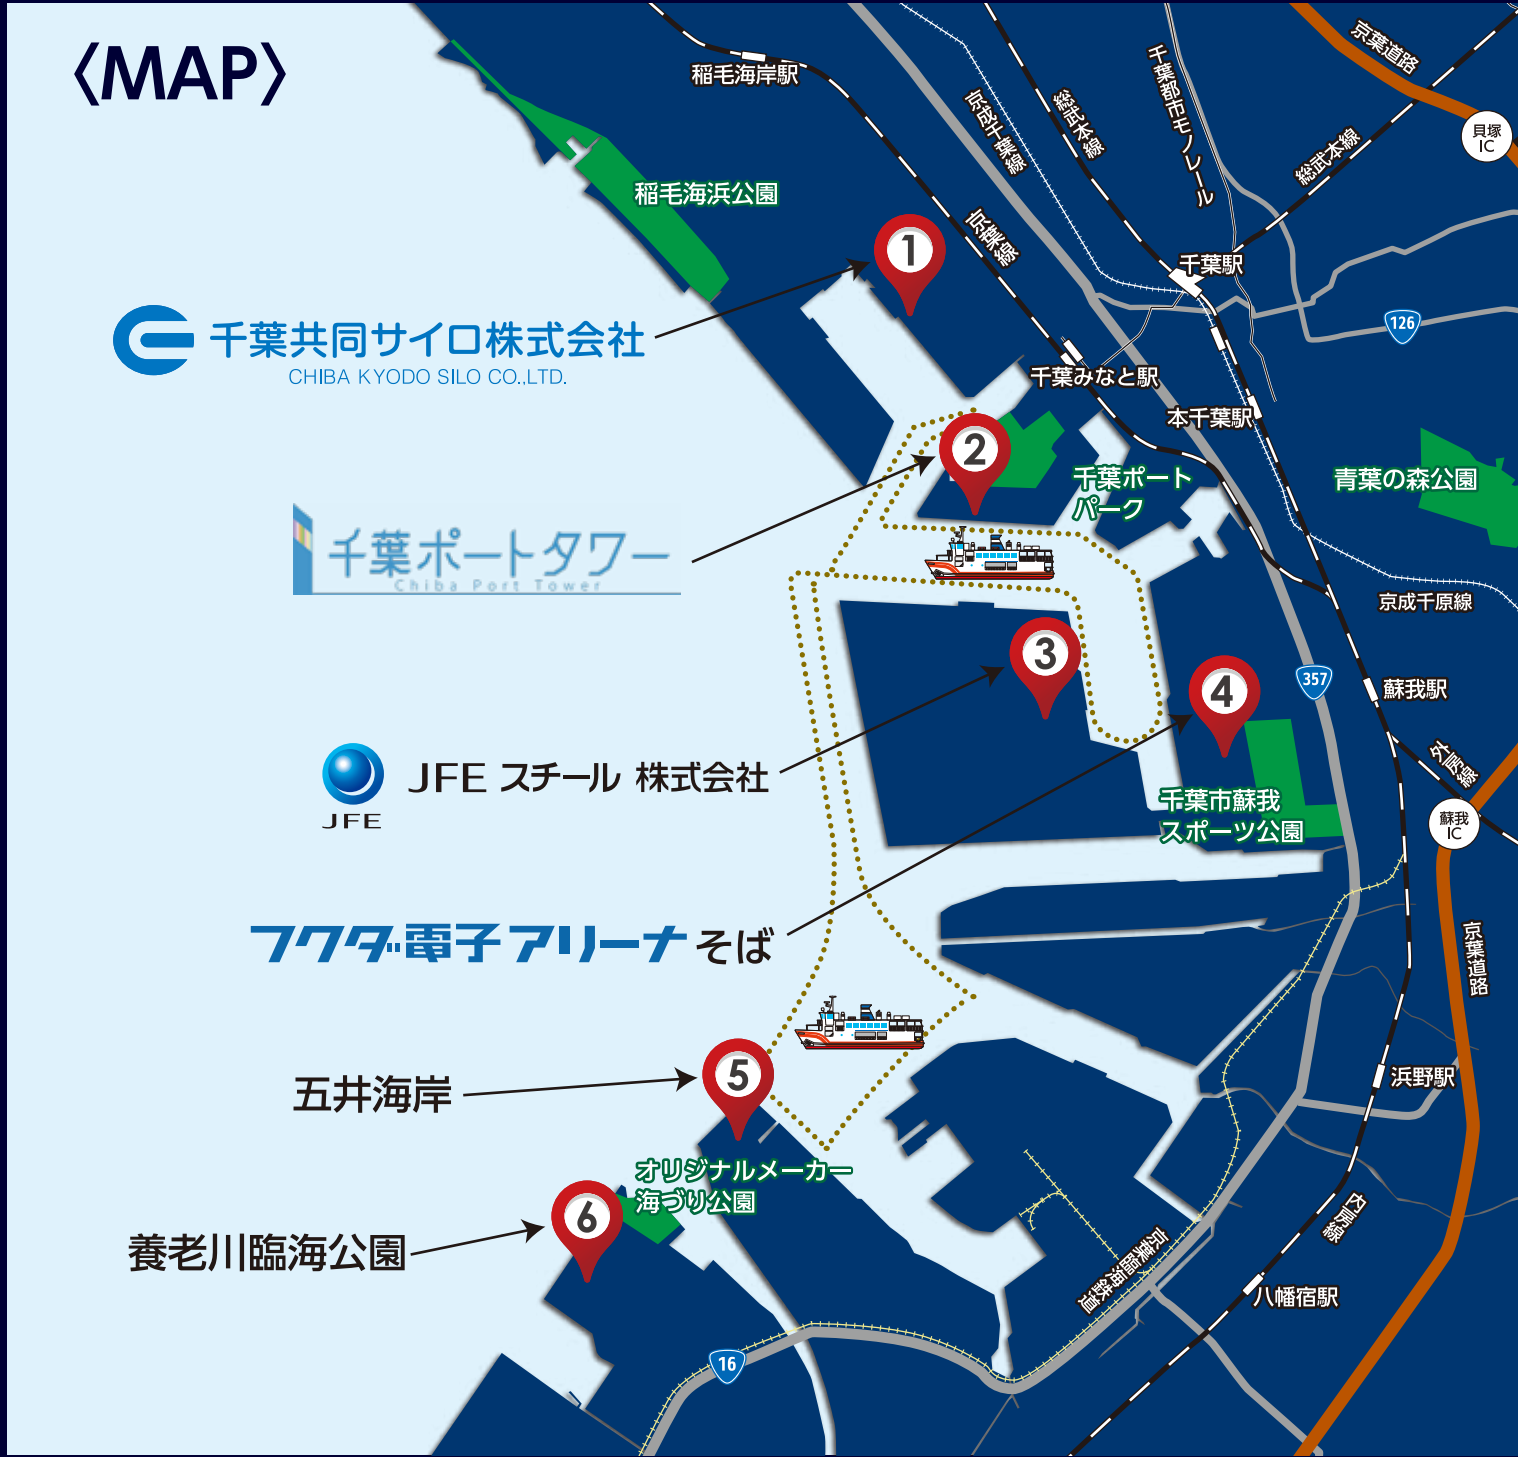 〈MAP〉
稲毛海岸駅
京成千葉線
総武本線
千葉都市モノレール
京葉道路
総武本線
貝塚
IC
稲毛海浜公園
京葉線
1
千葉駅
千葉共同サイロ株式会社
CHIBA KYODO SILO CO.,LTD.
126
千葉みなと駅
本千葉駅
2
千葉ポート
パーク
青葉の森公園
千葉ポートタワー
Chiba Port Tower
京成千原線
3
4
357
蘇我駅
外房線
JFE スチール 株式会社
JFE
千葉市蘇我
スポーツ公園
蘇我
IC
フクダ電子アリーナ そば
京葉道路
5
五井海岸
浜野駅
オリジナルメーカー
海づり公園
6
養老川臨海公園
内房線
京葉臨海鉄道
八幡宿駅
16